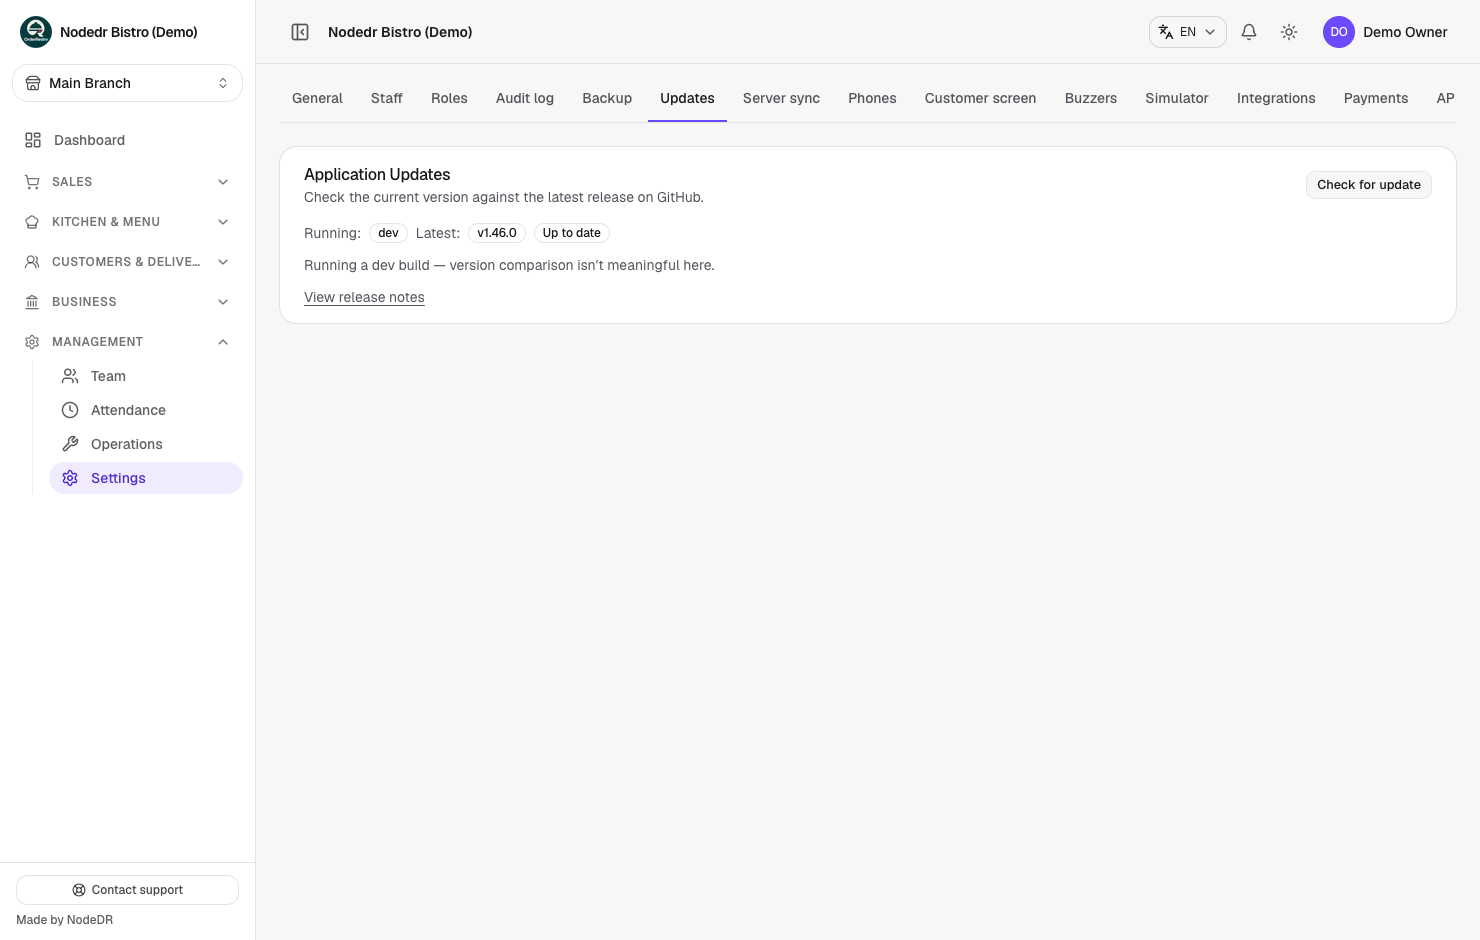 Nodedr Bistro (Demo)
Main Branch
Dashboard
SALES
KITCHEN & MENU
CUSTOMERS & DELIVE...
BUSINESS
MANAGEMENT
Team
Attendance
Operations
Settings
Contact support
Made by NodeDR
Nodedr Bistro (Demo)
EN
DO
Demo Owner
General Staff Roles Audit log Backup Updates Server sync Phones Customer screen Buzzers Simulator Integrations Payments AP
Application Updates
Check the current version against the latest release on GitHub.
Check for update
Running: dev Latest: v1.46.0 Up to date
Running a dev build — version comparison isn't meaningful here.
View release notes